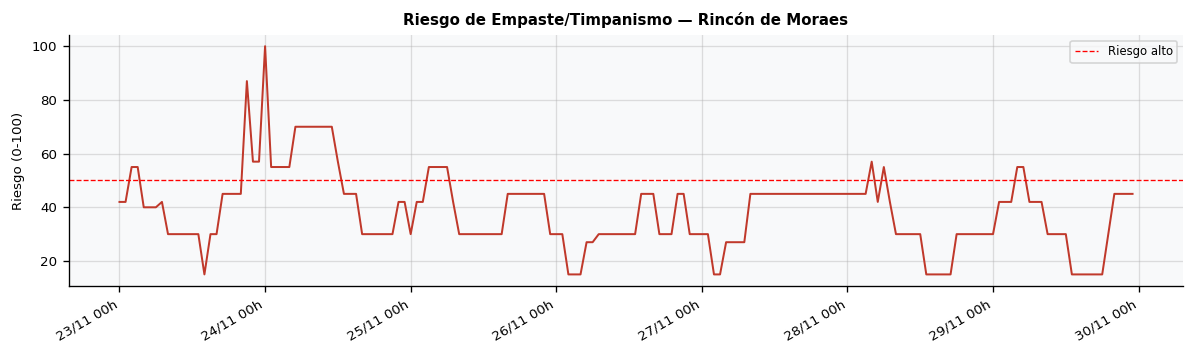 Riesgo de Empaste/Timpanismo — Rincón de Moraes
Riesgo alto
Riesgo (0-100)
100
80
60
40
20
23/11 00h
24/11 00h
25/11 00h
26/11 00h
27/11 00h
28/11 00h
29/11 00h
30/11 00h